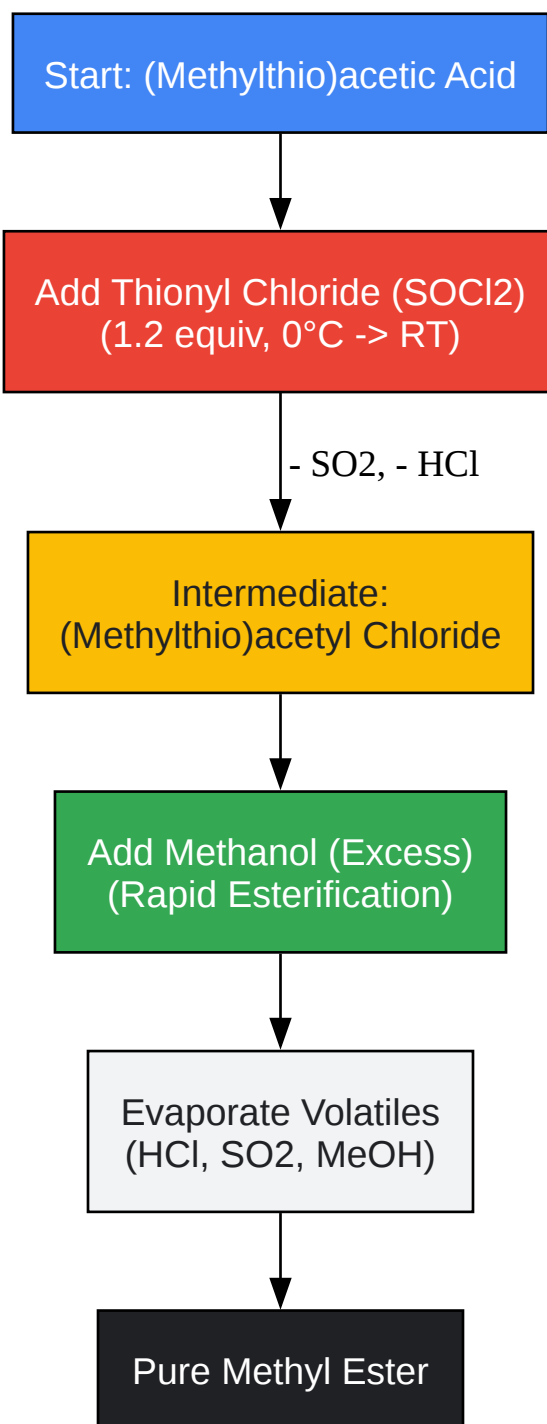 Start: (Methylthio)acetic Acid
Add Thionyl Chloride (SOCl2)
(1.2 equiv, 0°C -> RT)
- SO2, - HCl
Intermediate:
(Methylthio)acetyl Chloride
Add Methanol (Excess)
(Rapid Esterification)
Evaporate Volatiles
(HCl, SO2, MeOH)
Pure Methyl Ester